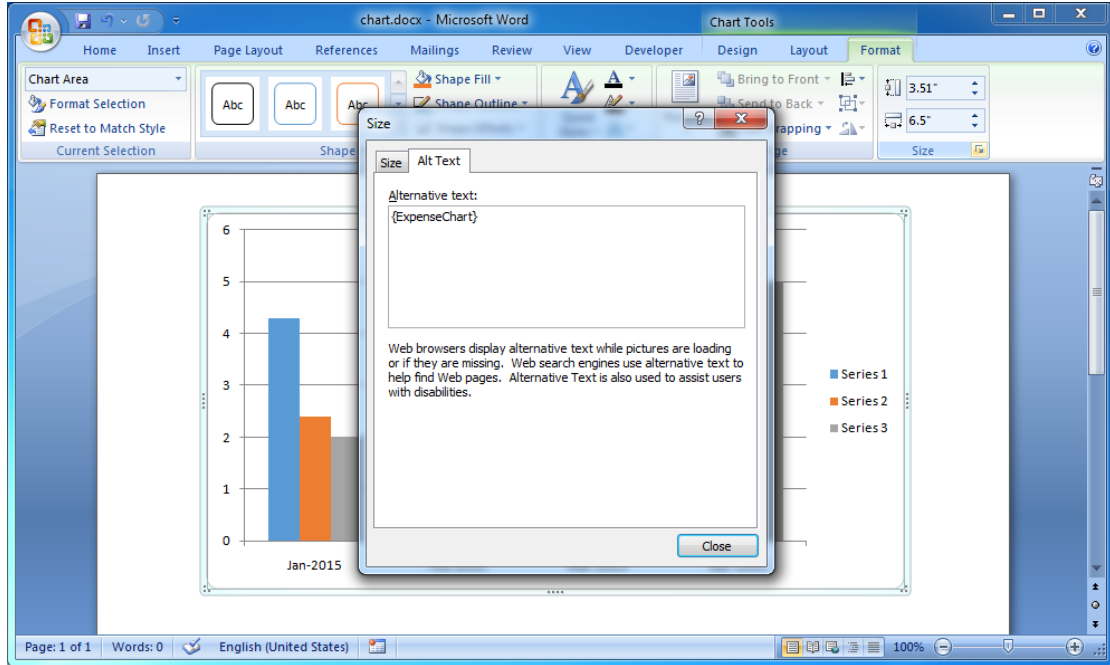 chart.docx - Microsoft Word
Chart Tools
Home Insert Page Layout References Mailings Review View Developer Design Layout Format
Chart Area
Format Selection
Reset to Match Style
Current Selection
Abc Abc Abc
Shape Fill
Shape Outline
Shape
Bring to Front
Send to Back
3.51"
6.5"
Size
Size
Size Alt Text
Alternative text:
{ExpenseChart}
Web browsers display alternative text while pictures are loading
or if they are missing. Web search engines use alternative text to
help find Web pages. Alternative Text is also used to assist users
with disabilities.
Close
6
5
4
3
2
1
0
Jan-2015
Series 1
Series 2
Series 3
Page: 1 of 1 Words: 0 English (United States) 100%